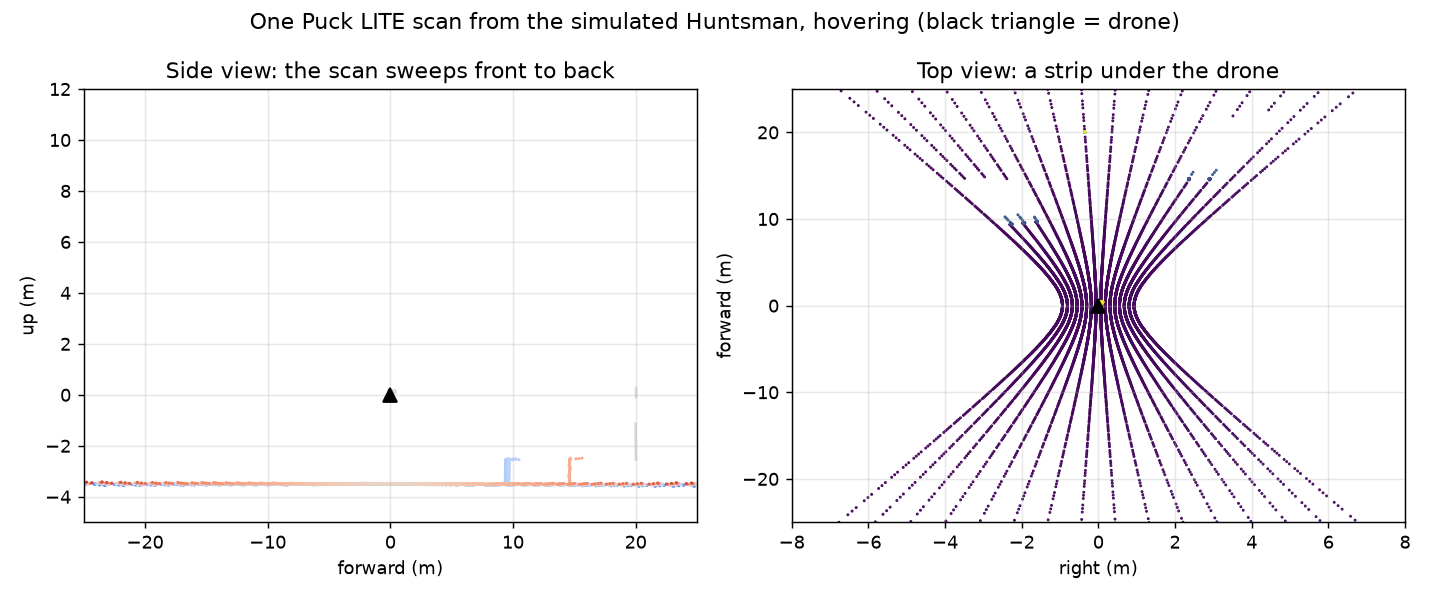 One Puck LITE scan from the simulated Huntsman, hovering (black triangle = drone)
Side view: the scan sweeps front to back
12
10
8
6
4
2
0
−2
−4
up (m)
−20 −10 0 10 20
forward (m)
Top view: a strip under the drone
20
10
0
−10
−20
forward (m)
−8 −6 −4 −2 0 2 4 6 8
right (m)